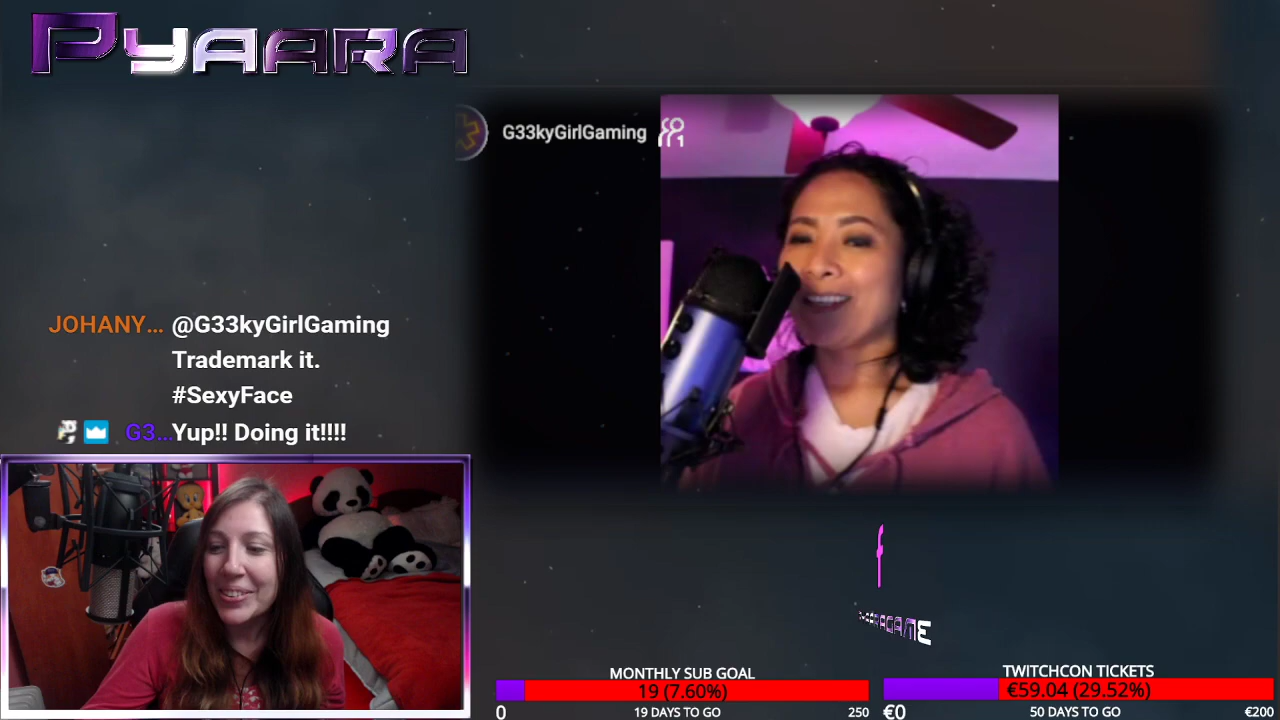 PYAARA
G33kyGirlGaming
JOHANY... @G33kyGirlGaming
Trademark it.
#SexyFace
G3...Yup!! Doing it!!!!
f
MONTHLY SUB GOAL
19 (7.60%)
0 19 DAYS TO GO 250
TWITCHCON TICKETS
€59.04 (29.52%)
€0 50 DAYS TO GO €200